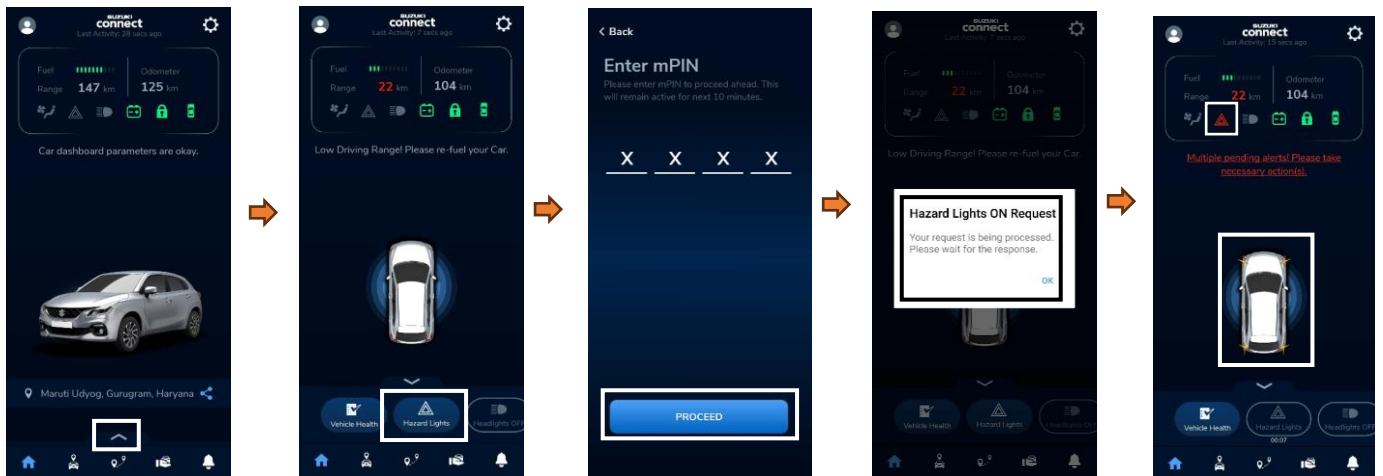 SUZUKI
connect
Last Activity: 28 secs ago
Fuel
Odometer
Range 147 km
125 km
Car dashboard parameters are okay.
Maruti Udyog, Gurugram, Haryana
SUZUKI
connect
Last Activity: 7 secs ago
Fuel
Odometer
Range 22 km
104 km
Low Driving Range! Please re-fuel your Car.
Vehicle Health
Hazard Lights
Headlights OFF
< Back
Enter mPIN
Please enter mPIN to proceed ahead. This
will remain active for next 10 minutes.
X X X X
PROCEED
SUZUKI
connect
Last Activity: 7 secs ago
Fuel
Odometer
Range 22 km
104 km
Low Driving Range! Please re-fuel your Car.
Hazard Lights ON Request
Your request is being processed.
Please wait for the response.
OK
Vehicle Health
Hazard Lights
Headlights OFF
SUZUKI
connect
Last Activity: 15 secs ago
Fuel
Odometer
Range 22 km
104 km
Multiple pending alerts! Please take
necessary action(s).
Vehicle Health
Hazard Lights
Headlights OFF
00:07